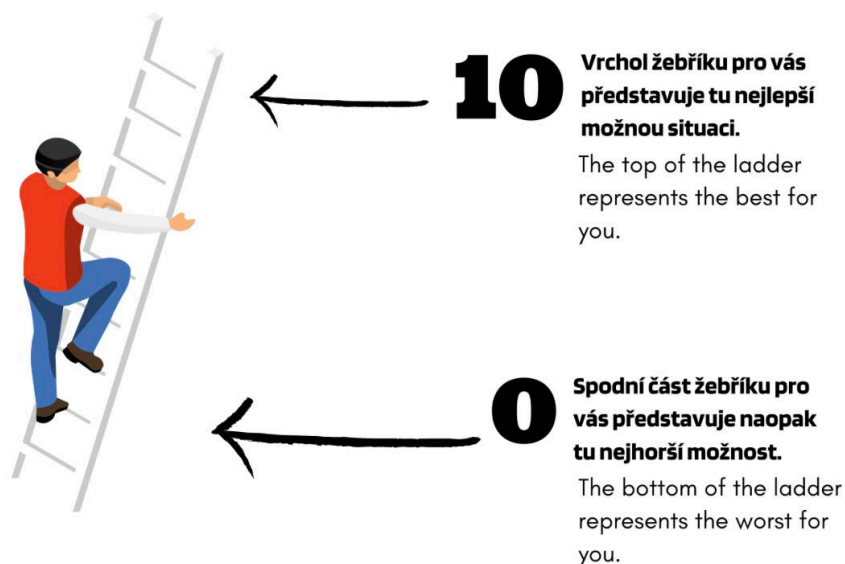 10
Vrchol žebříku pro vás
představuje tu nejlepší
možnou situaci.
The top of the ladder
represents the best for
you.
0
Spodní část žebříku pro
vás představuje naopak
tu nejhorší možnost.
The bottom of the ladder
represents the worst for
you.